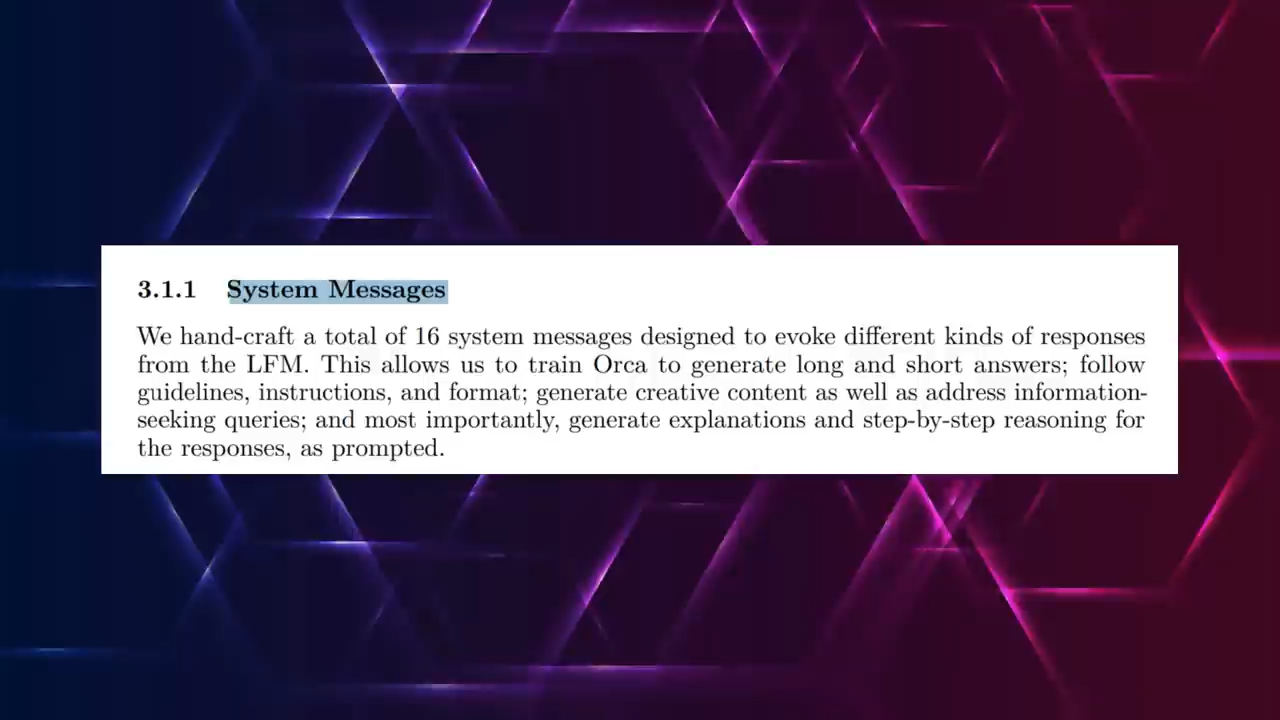 3.1.1 System Messages
We hand-craft a total of 16 system messages designed to evoke different kinds of responses
from the LFM. This allows us to train Orca to generate long and short answers; follow
guidelines, instructions, and format; generate creative content as well as address information-
seeking queries; and most importantly, generate explanations and step-by-step reasoning for
the responses, as prompted.